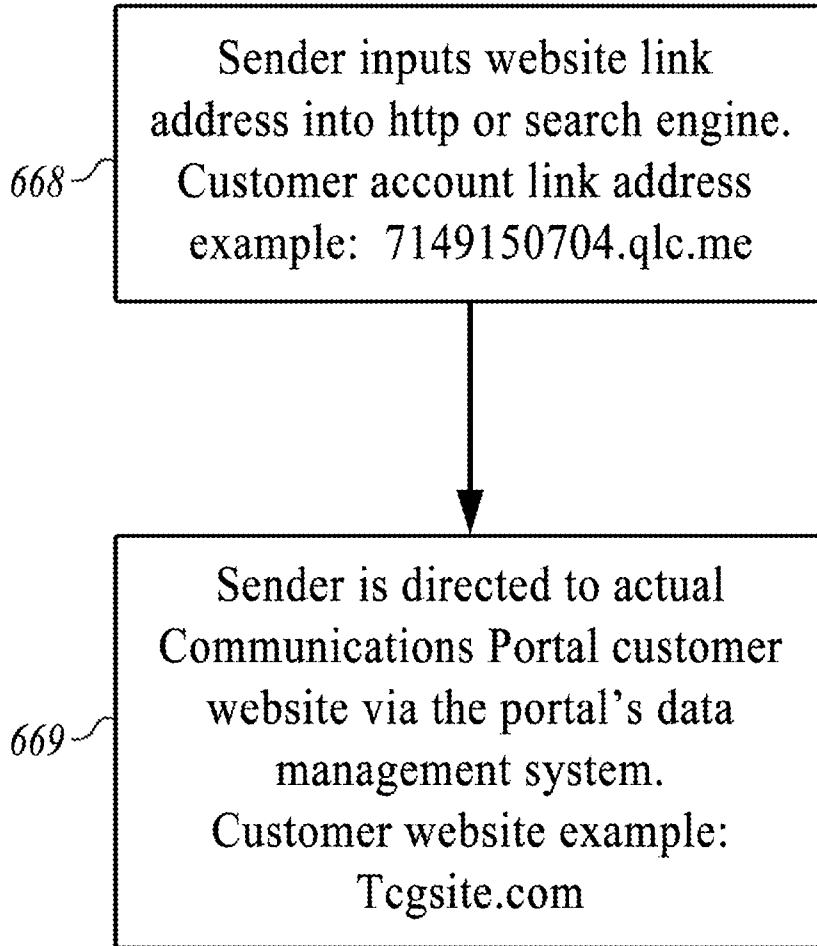 Sender inputs website link
address into http or search engine.
668
Customer account link address
example: 7149150704.qlc.me
Sender is directed to actual
Communications Portal customer
website via the portal's data
669
management system.
Customer website example:
Tcgsite.com